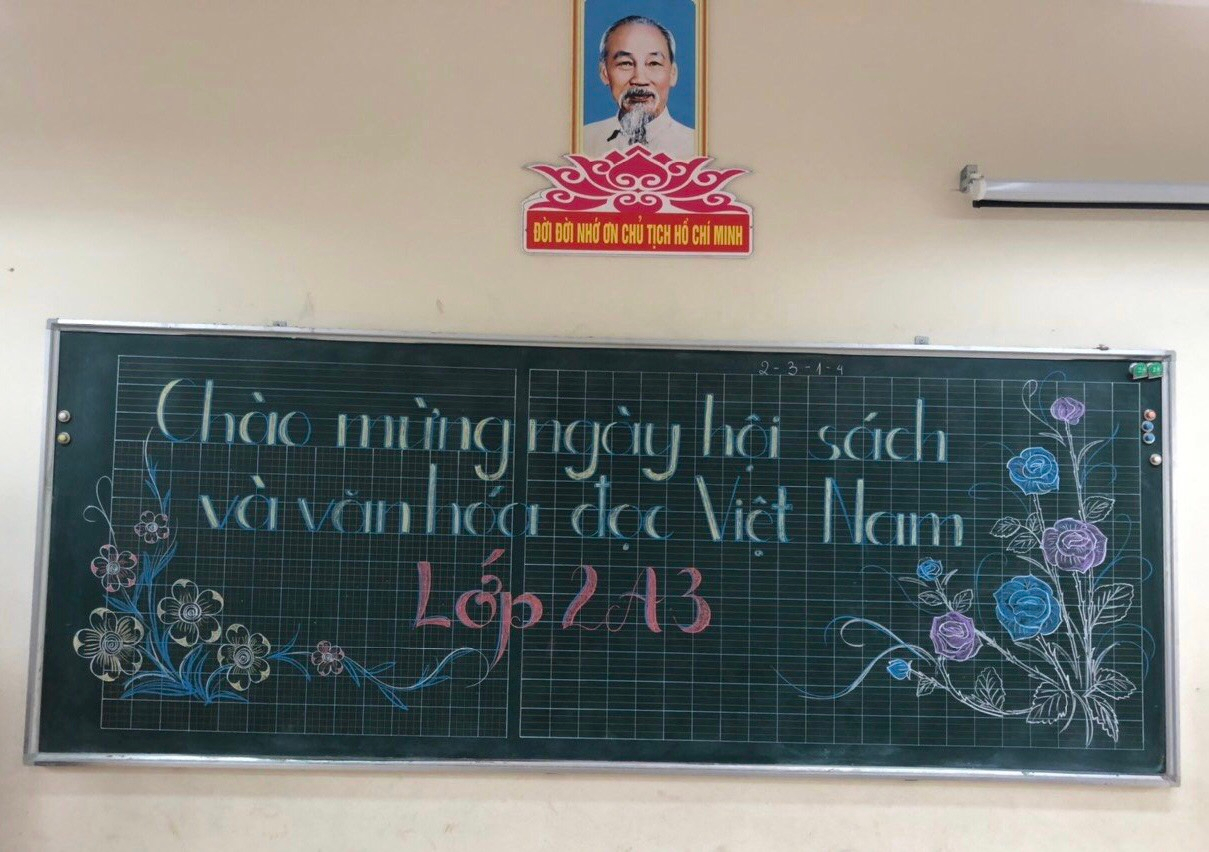 ĐỜI ĐỜI NHỚ ƠN CHỦ TỊCH HỒ CHÍ MINH
2-3-1-4
Chào mừng ngày hội sách
và văn hóa đọc Việt Nam
Lớp 2A3